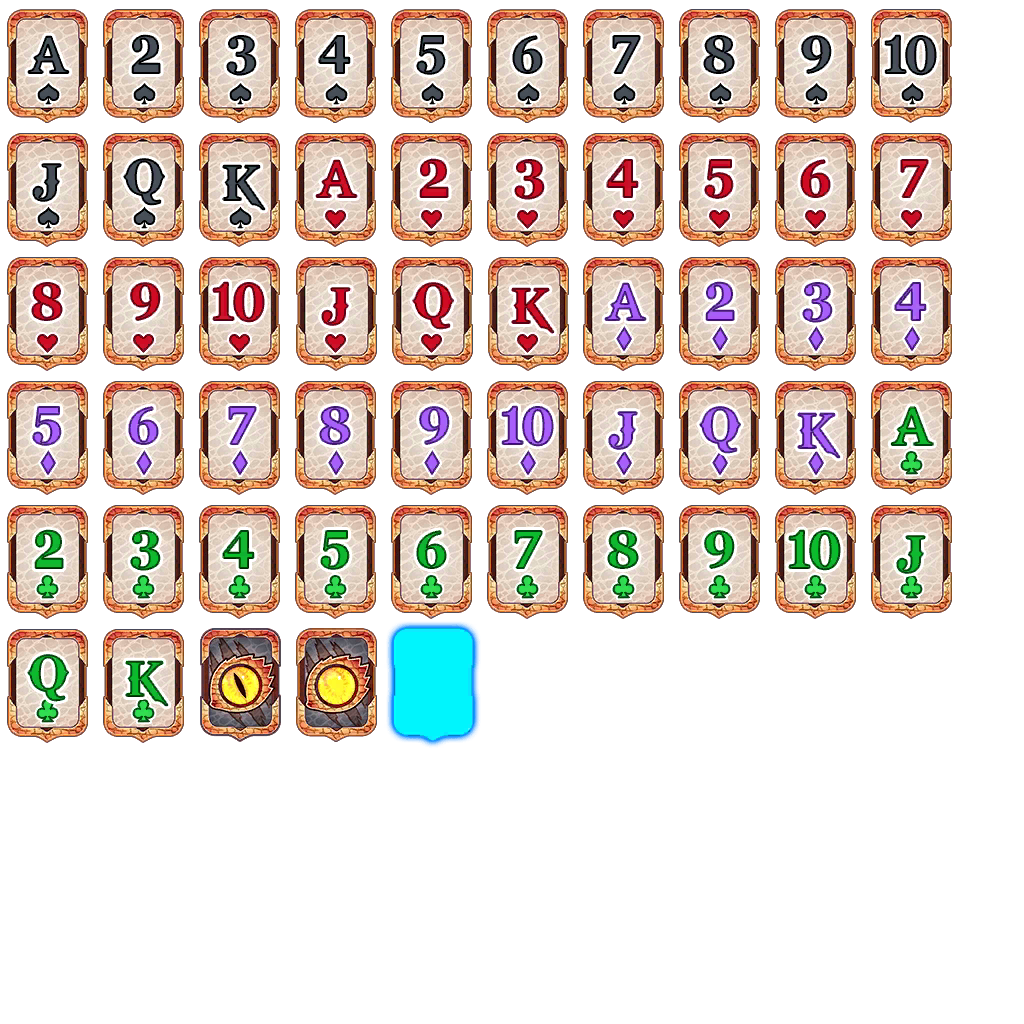 A 2 3 4 5 6 7 8 9 10
J Q K A 2 3 4 5 6 7
8 9 10 J Q K A 2 3 4
5 6 7 8 9 10 J Q K A
2 3 4 5 6 7 8 9 10 J
Q K